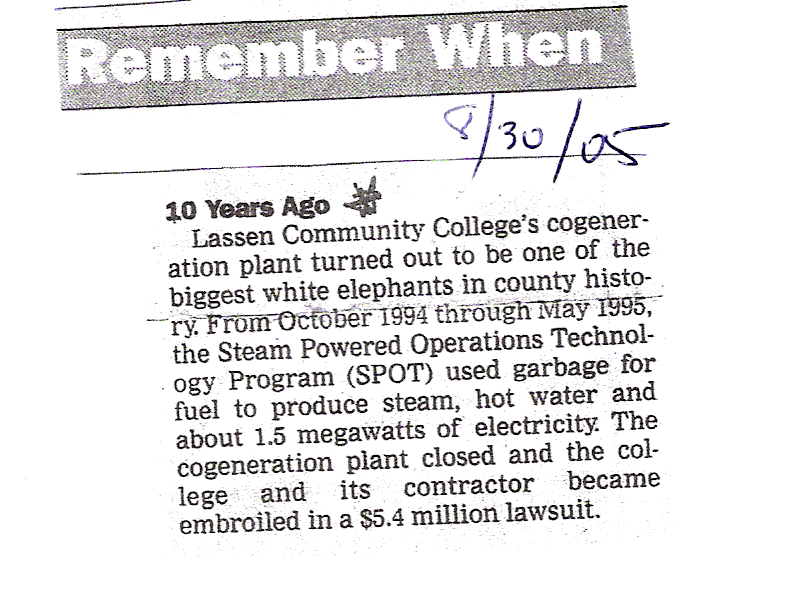 Remember When
8/30/05
10 Years Ago
Lassen Community College's cogener-
ation plant turned out to be one of the
biggest white elephants in county histo-
ry. From October 1994 through May 1995,
the Steam Powered Operations Technol-
ogy Program (SPOT) used garbage for
fuel to produce steam, hot water and
about 1.5 megawatts of electricity. The
cogeneration plant closed and the col-
lege and its contractor became
embroiled in a $5.4 million lawsuit.